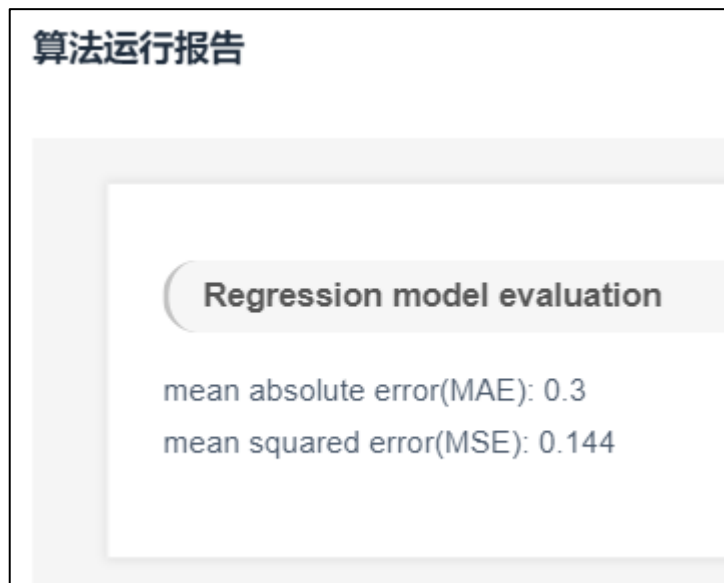 算法运行报告
Regression model evaluation
mean absolute error(MAE): 0.3
mean squared error(MSE): 0.144